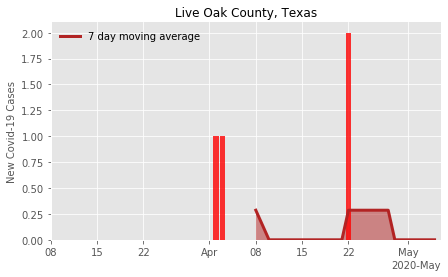 Live Oak County, Texas
7 day moving average
New Covid-19 Cases
2.00
1.75
1.50
1.25
1.00
0.75
0.50
0.25
0.00
08 15 22 Apr 08 15 22 May
2020-May